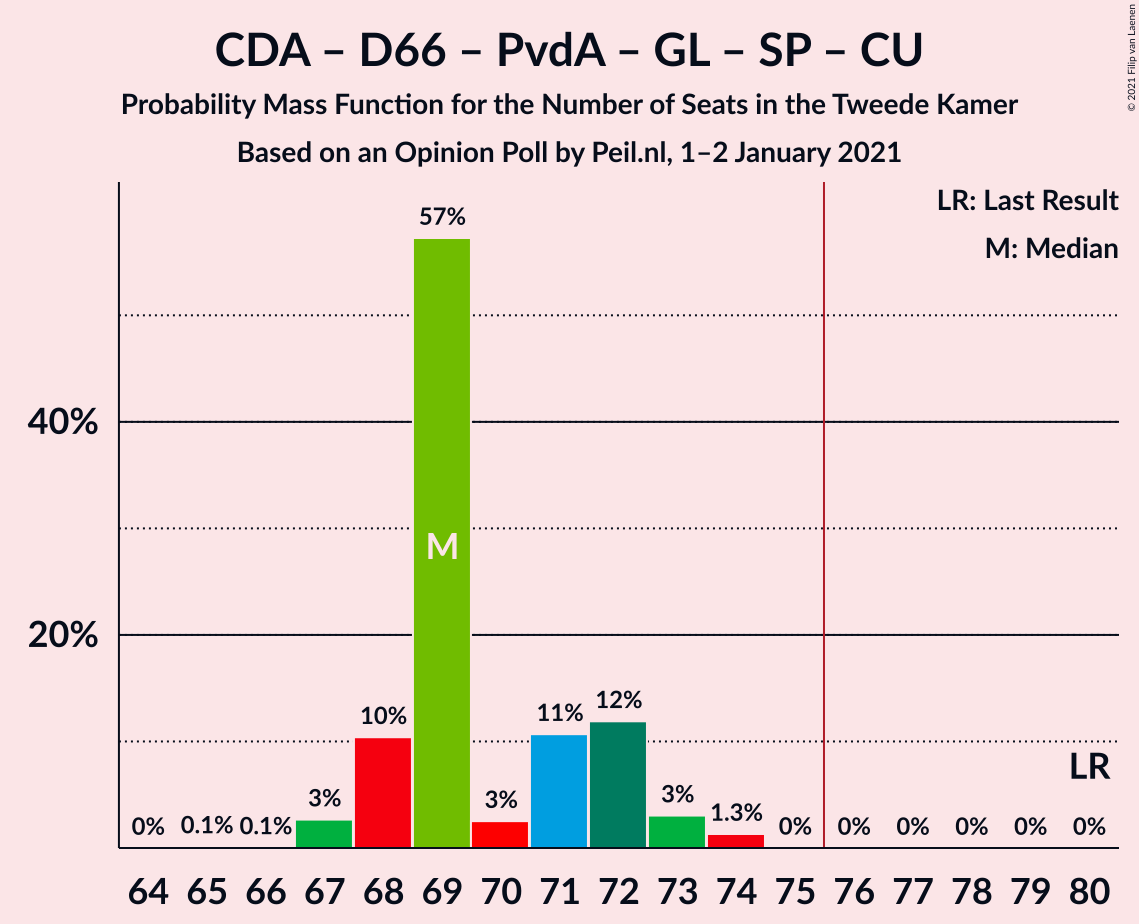 CDA – D66 – PvdA – GL – SP – CU
Probability Mass Function for the Number of Seats in the Tweede Kamer
Based on an Opinion Poll by Peil.nl, 1–2 January 2021
© 2021 Filip van Laenen
LR: Last Result
M: Median
57%
40%
M
20%
12%
11%
10%
LR
3%
3%
3%
1.3%
0%
0.1%
0.1%
0%
0%
0%
0%
0%
0%
64 65 66 67 68 69 70 71 72 73 74 75 76 77 78 79 80